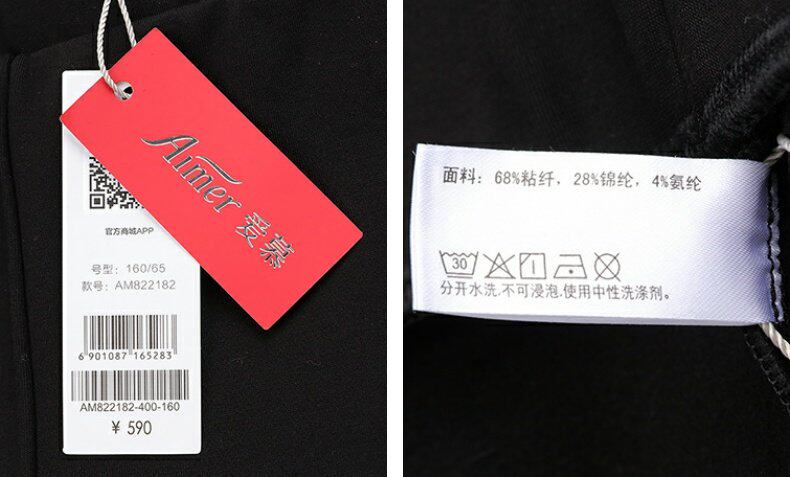 Aimer 爱慕
官方商城APP
号型：160/65
款号：AM822182
6 901087 165283
AM822182-400-160
¥ 590
面料：68%粘纤，28%锦纶，4%氨纶
30
分开水洗.不可浸泡.使用中性洗涤剂。